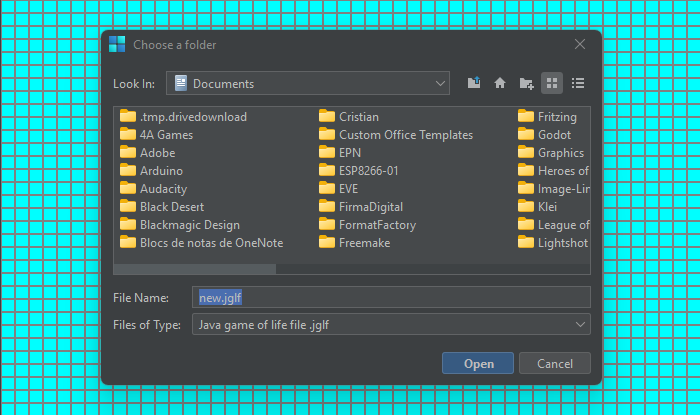 Choose a folder
Look In: Documents
.tmp.drivedownload Cristian Fritzing
4A Games Custom Office Templates Godot
Adobe EPN Graphics
Arduino ESP8266-01 Heroes of
Audacity EVE Image-Lin
Black Desert FirmaDigital Klei
Blackmagic Design FormatFactory League of
Blocs de notas de OneNote Freemake Lightshot
File Name: new.jglf
Files of Type: Java game of life file .jglf
Open Cancel